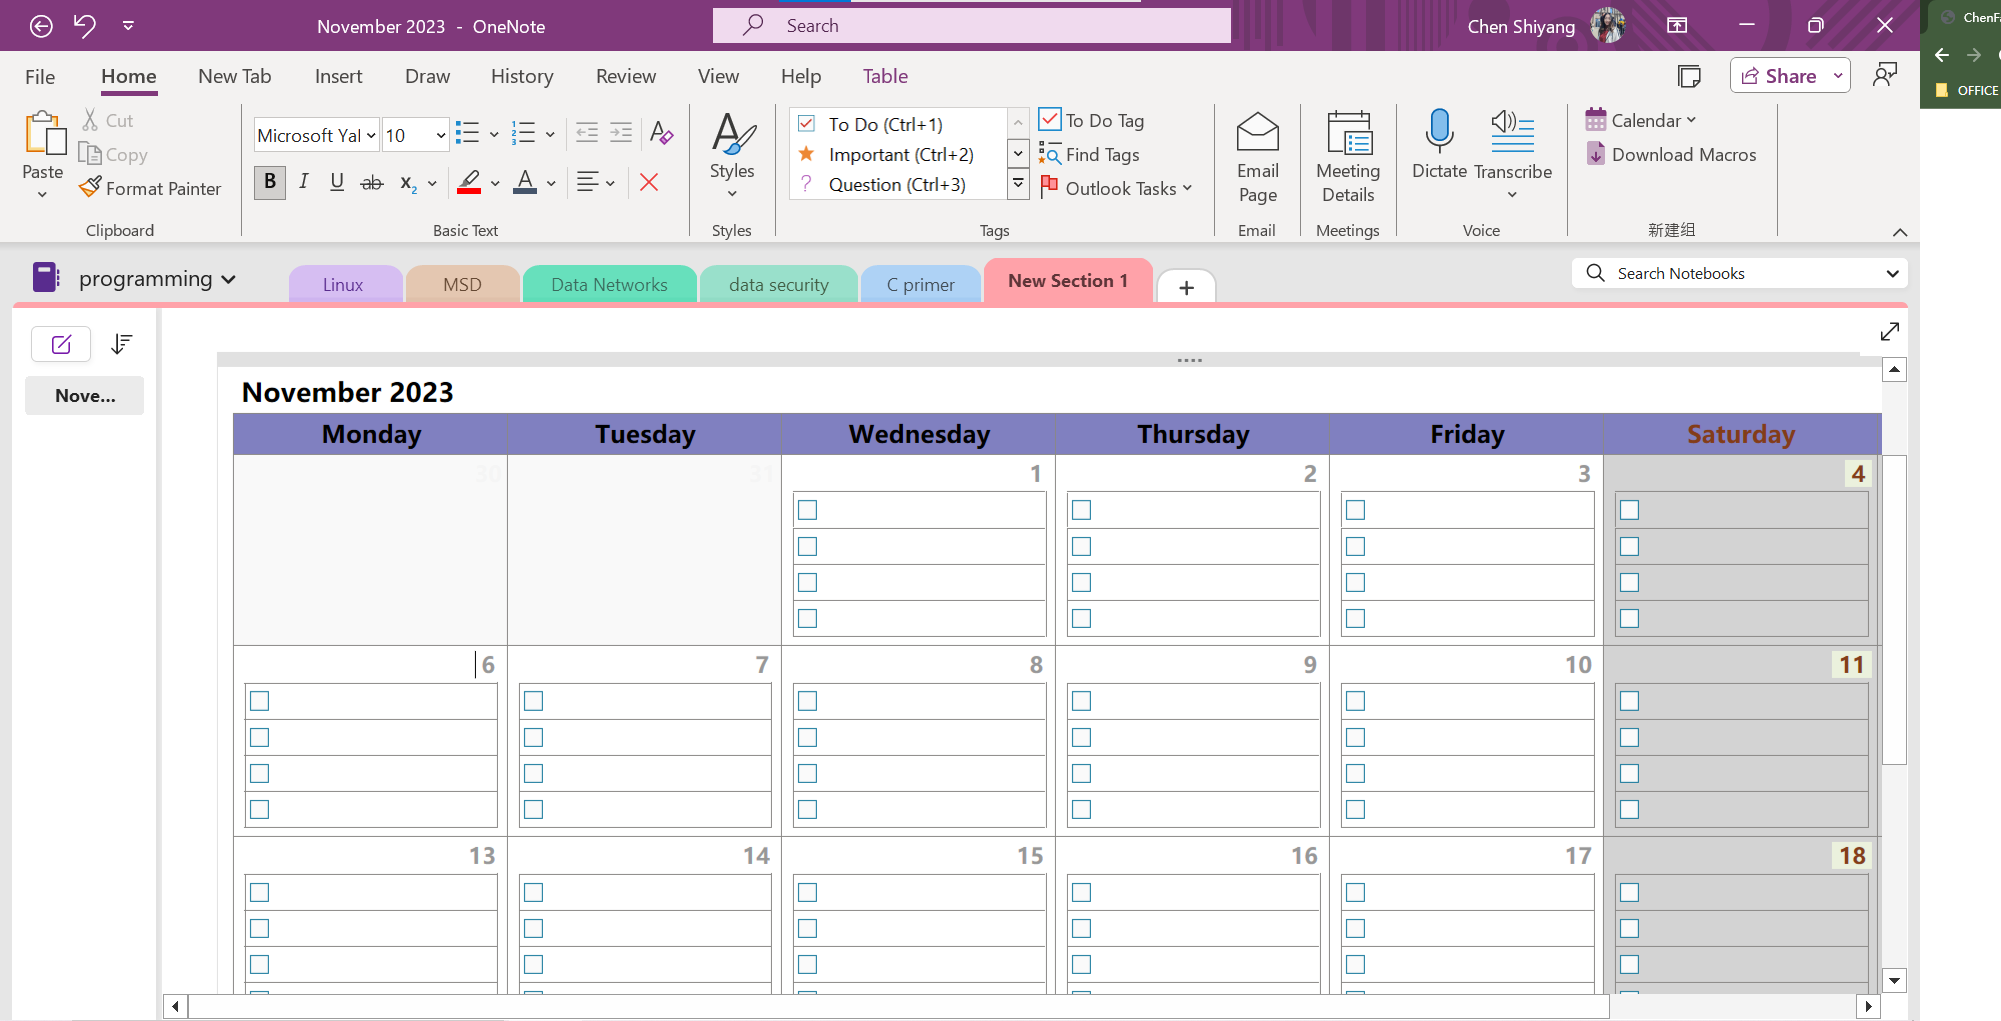 November 2023 - OneNote
Search
Chen Shiyang
File Home New Tab Insert Draw History Review View Help Table
Share
OFFICE
Paste
Cut
Copy
Format Painter
Clipboard
Microsoft Yal 10
B I U ab x₂ A
Basic Text
Styles
Styles
To Do (Ctrl+1)
Important (Ctrl+2)
Question (Ctrl+3)
To Do Tag
Find Tags
Outlook Tasks
Tags
Email
Page
Email
Meeting
Details
Meetings
Dictate
Transcribe
Voice
Calendar
Download Macros
新建组
programming
Linux MSD Data Networks data security C primer New Section 1 +
Search Notebooks
Nove...
November 2023
Monday Tuesday Wednesday Thursday Friday Saturday
30 31 1 2 3 4
6 7 8 9 10 11
13 14 15 16 17 18